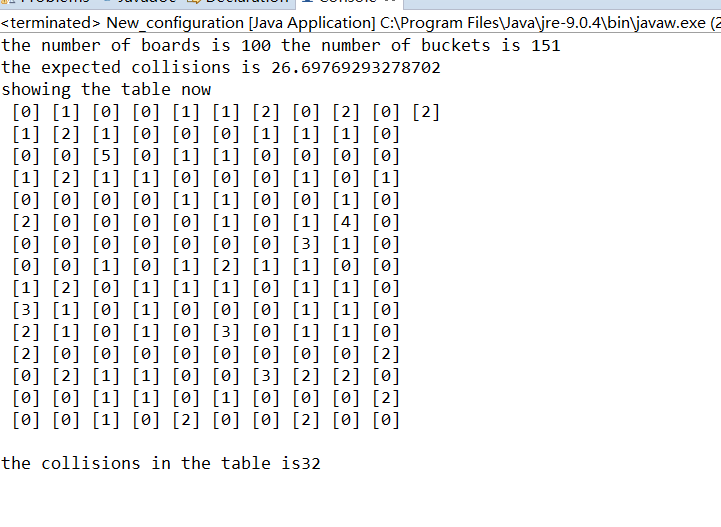 Problems Javadoc Declaration Console
<terminated> New_configuration [Java Application] C:\Program Files\Java\jre-9.0.4\bin\javaw.exe (2
the number of boards is 100 the number of buckets is 151
the expected collisions is 26.69769293278702
showing the table now
[0] [1] [0] [0] [1] [1] [2] [0] [2] [0] [2]
[1] [2] [1] [0] [0] [0] [1] [1] [1] [0]
[0] [0] [5] [0] [1] [1] [0] [0] [0] [0]
[1] [2] [1] [1] [0] [0] [0] [1] [0] [1]
[0] [0] [0] [0] [1] [1] [0] [0] [1] [0]
[2] [0] [0] [0] [0] [1] [0] [1] [4] [0]
[0] [0] [0] [0] [0] [0] [0] [3] [1] [0]
[0] [0] [1] [0] [1] [2] [1] [1] [0] [0]
[1] [2] [0] [1] [1] [1] [0] [1] [1] [0]
[3] [1] [0] [1] [0] [0] [0] [1] [1] [0]
[2] [1] [0] [1] [0] [3] [0] [1] [1] [0]
[2] [0] [0] [0] [0] [0] [0] [0] [0] [2]
[0] [2] [1] [1] [0] [0] [3] [2] [2] [0]
[0] [0] [1] [1] [0] [1] [0] [0] [0] [2]
[0] [0] [1] [0] [2] [0] [0] [2] [0] [0]
the collisions in the table is32